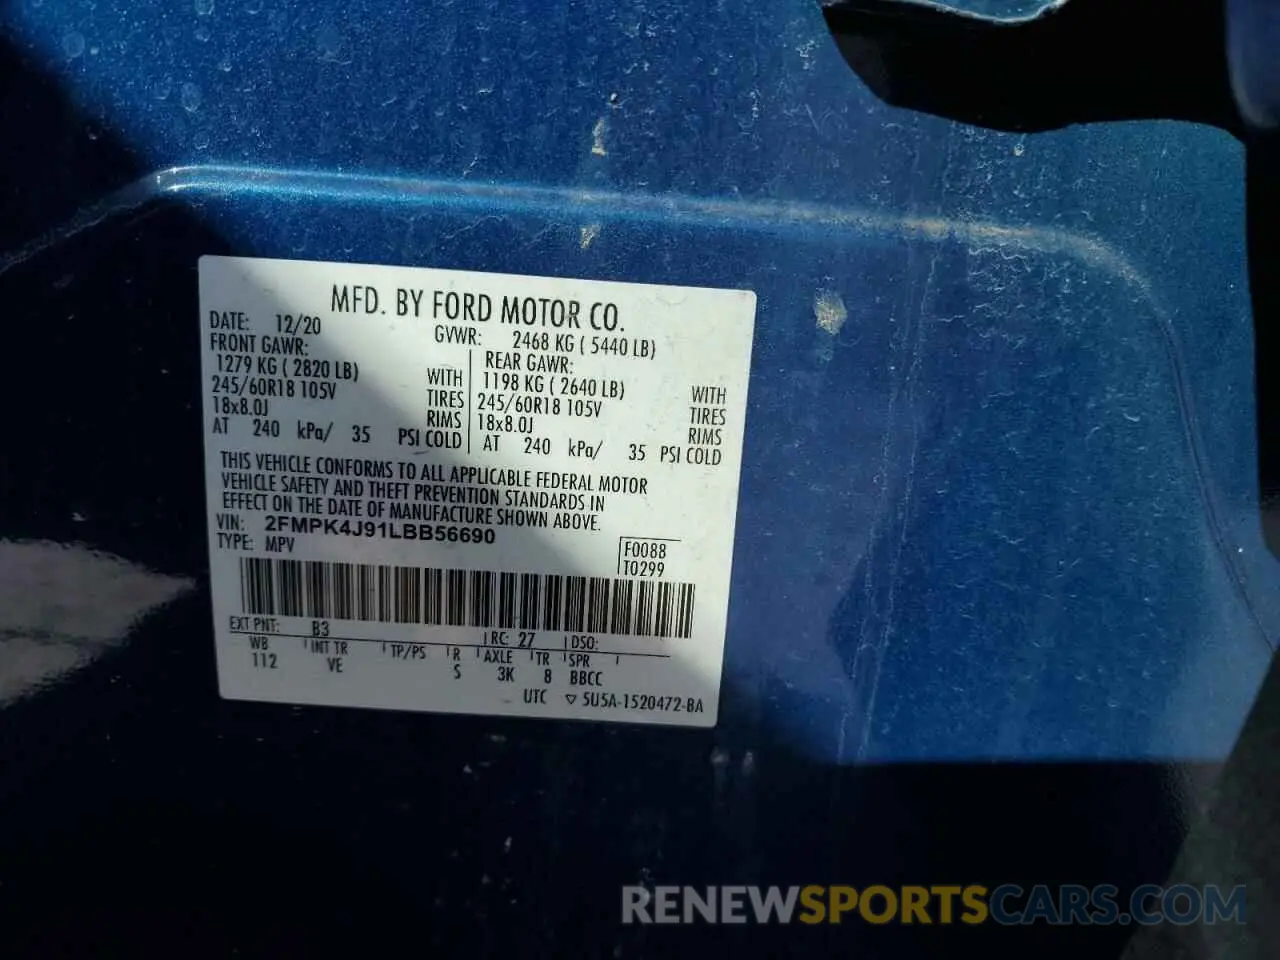 MFD. BY FORD MOTOR CO.
DATE: 12/20 GVWR: 2468 KG ( 5440 LB)
FRONT GAWR: REAR GAWR:
1279 KG ( 2820 LB) WITH 1198 KG ( 2640 LB) WITH
245/60R18 105V TIRES 245/60R18 105V TIRES
18x8.0J RIMS 18x8.0J RIMS
AT 240 kPa/ 35 PSI COLD AT 240 kPa/ 35 PSI COLD
THIS VEHICLE CONFORMS TO ALL APPLICABLE FEDERAL MOTOR
VEHICLE SAFETY AND THEFT PREVENTION STANDARDS IN
EFFECT ON THE DATE OF MANUFACTURE SHOWN ABOVE.
VIN: 2FMPK4J91LBB56690
TYPE: MPV
F0088
T0299
EXT PNT: B3 RC: 27 DSO:
WB INT TR TP/PS R AXLE TR SPR
112 VE S 3K 8 BBCC
UTC ▽ 5U5A-1520472-BA
RENEWSPORTSCARS.COM